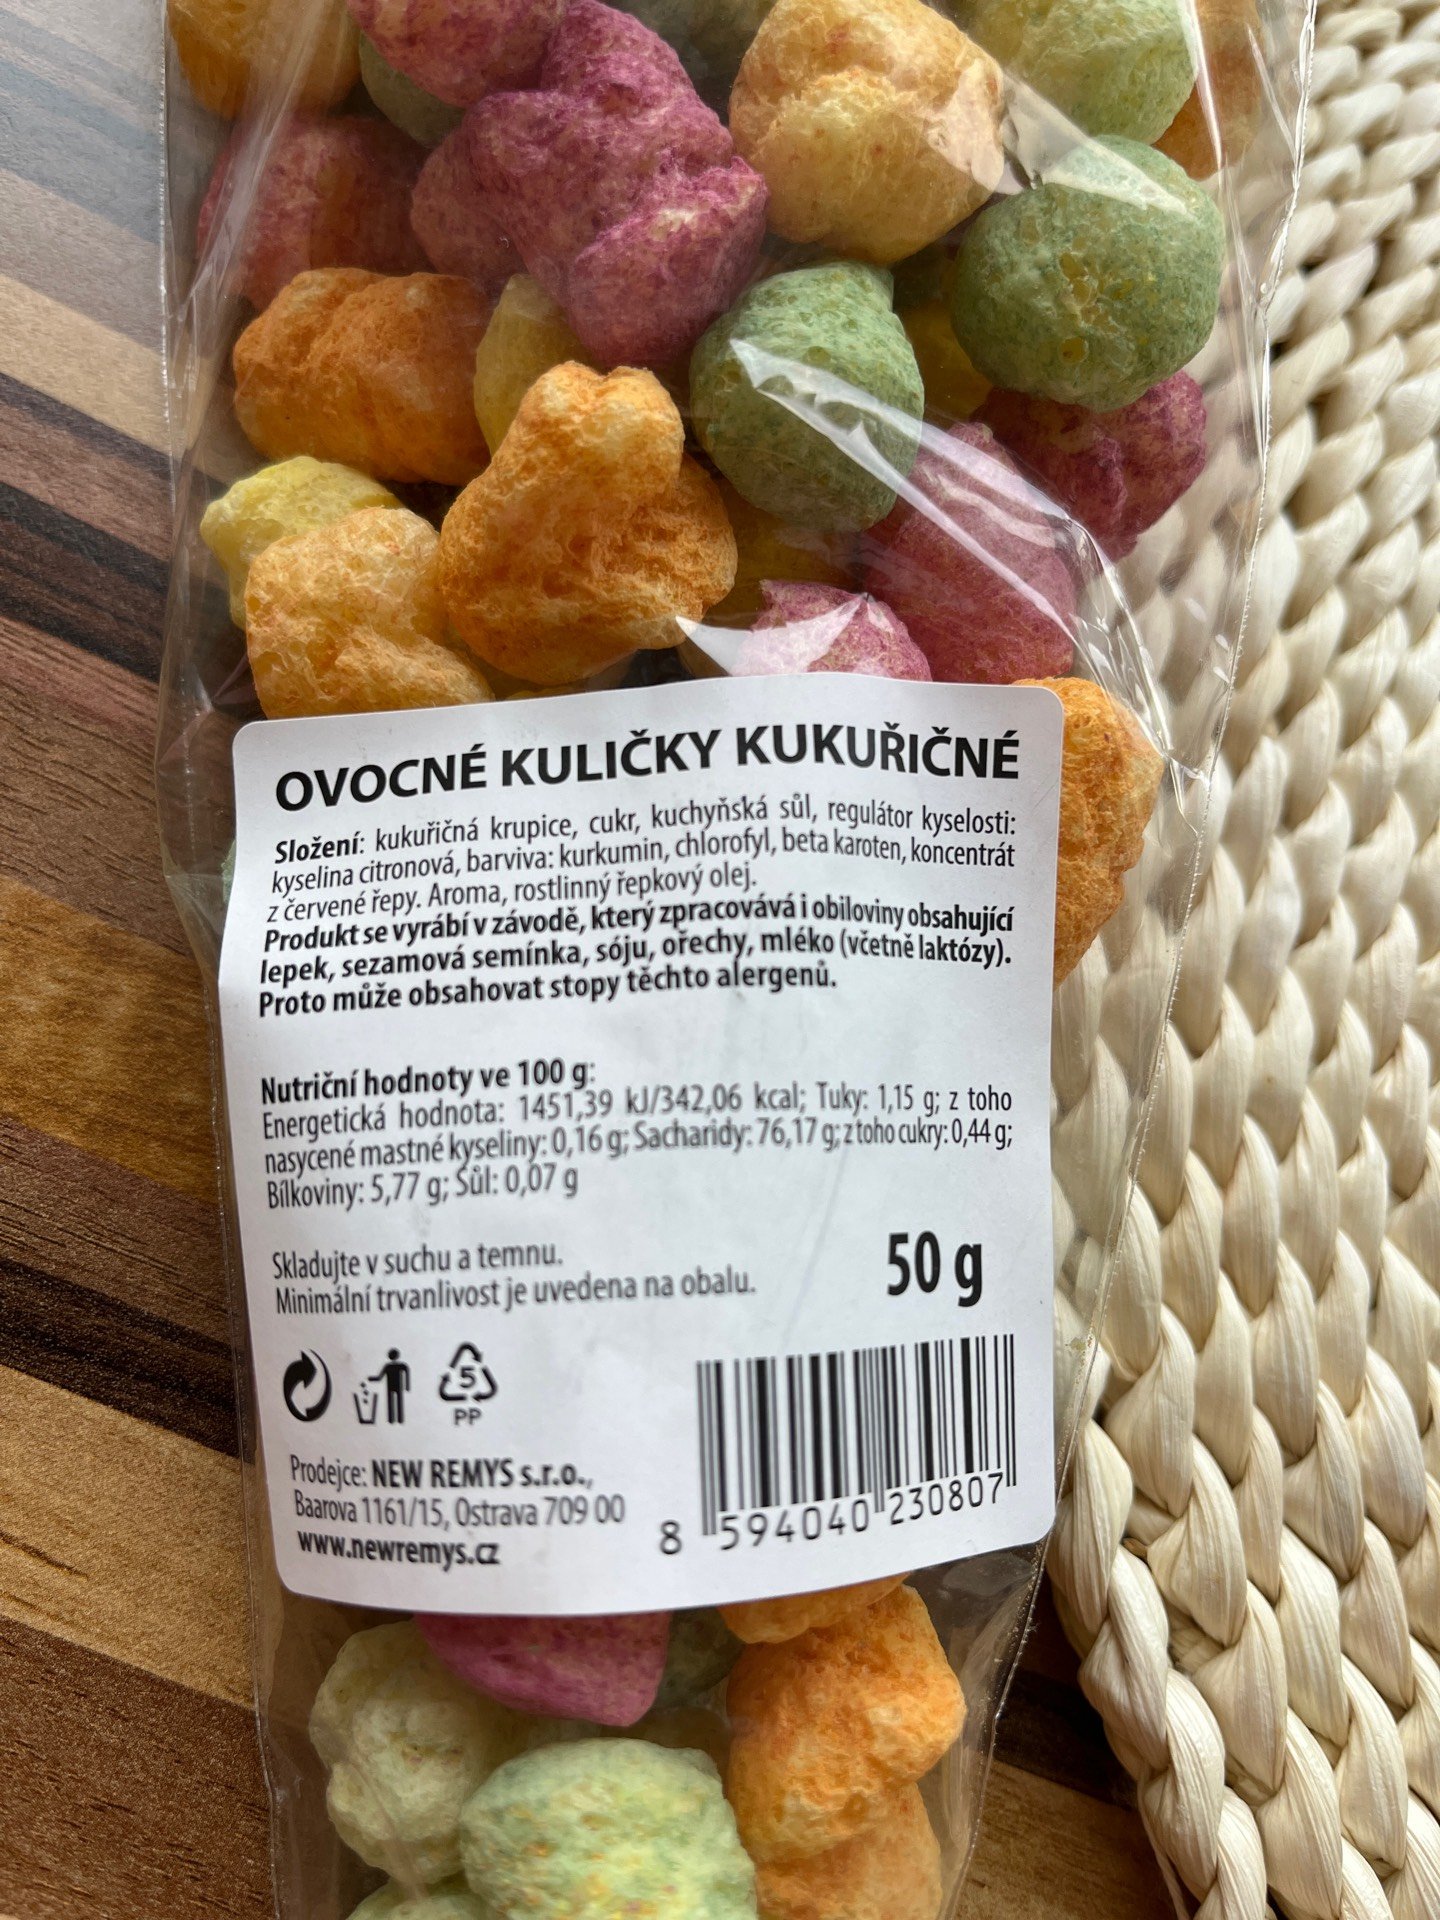 OVOCNÉ KULIČKY KUKUŘIČNÉ
Složení: kukuřičná krupice, cukr, kuchyňská sůl, regulátor kyselosti:
kyselina citronová, barviva: kurkumin, chlorofyl, beta karoten, koncentrát
z červené řepy. Aroma, rostlinný řepkový olej.
Produkt se vyrábí v závodě, který zpracovává i obiloviny obsahující
lepek, sezamová semínka, sóju, ořechy, mléko (včetně laktózy).
Proto může obsahovat stopy těchto alergenů.
Nutriční hodnoty ve 100 g:
Energetická hodnota: 1451,39 kJ/342,06 kcal; Tuky: 1,15 g; z toho
nasycené mastné kyseliny: 0,16 g; Sacharidy: 76,17 g; z toho cukry: 0,44 g;
Bílkoviny: 5,77 g; Sůl: 0,07 g
Skladujte v suchu a temnu.
Minimální trvanlivost je uvedena na obalu.
50 g
5
PP
Prodejce: NEW REMYS s.r.o.,
Baarova 1161/15, Ostrava 709 00
www.newremys.cz
8 594040 230807